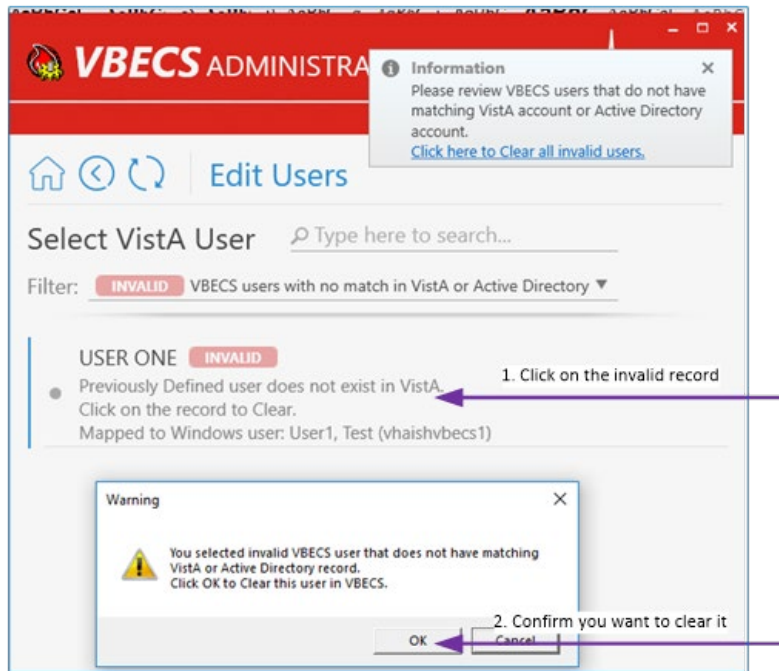 VBECS ADMINISTRA
Information
Please review VBECS users that do not have
matching VistA account or Active Directory
account.
Click here to Clear all invalid users.
Edit Users
Select VistA User
Type here to search...
Filter: INVALID VBECS users with no match in VistA or Active Directory
USER ONE INVALID
Previously Defined user does not exist in VistA.
Click on the record to Clear.
Mapped to Windows user: User1, Test (vhaishvbecs1)
1. Click on the invalid record
Warning
You selected invalid VBECS user that does not have matching
VistA or Active Directory record.
Click OK to Clear this user in VBECS.
2. Confirm you want to clear it
OK Cancel